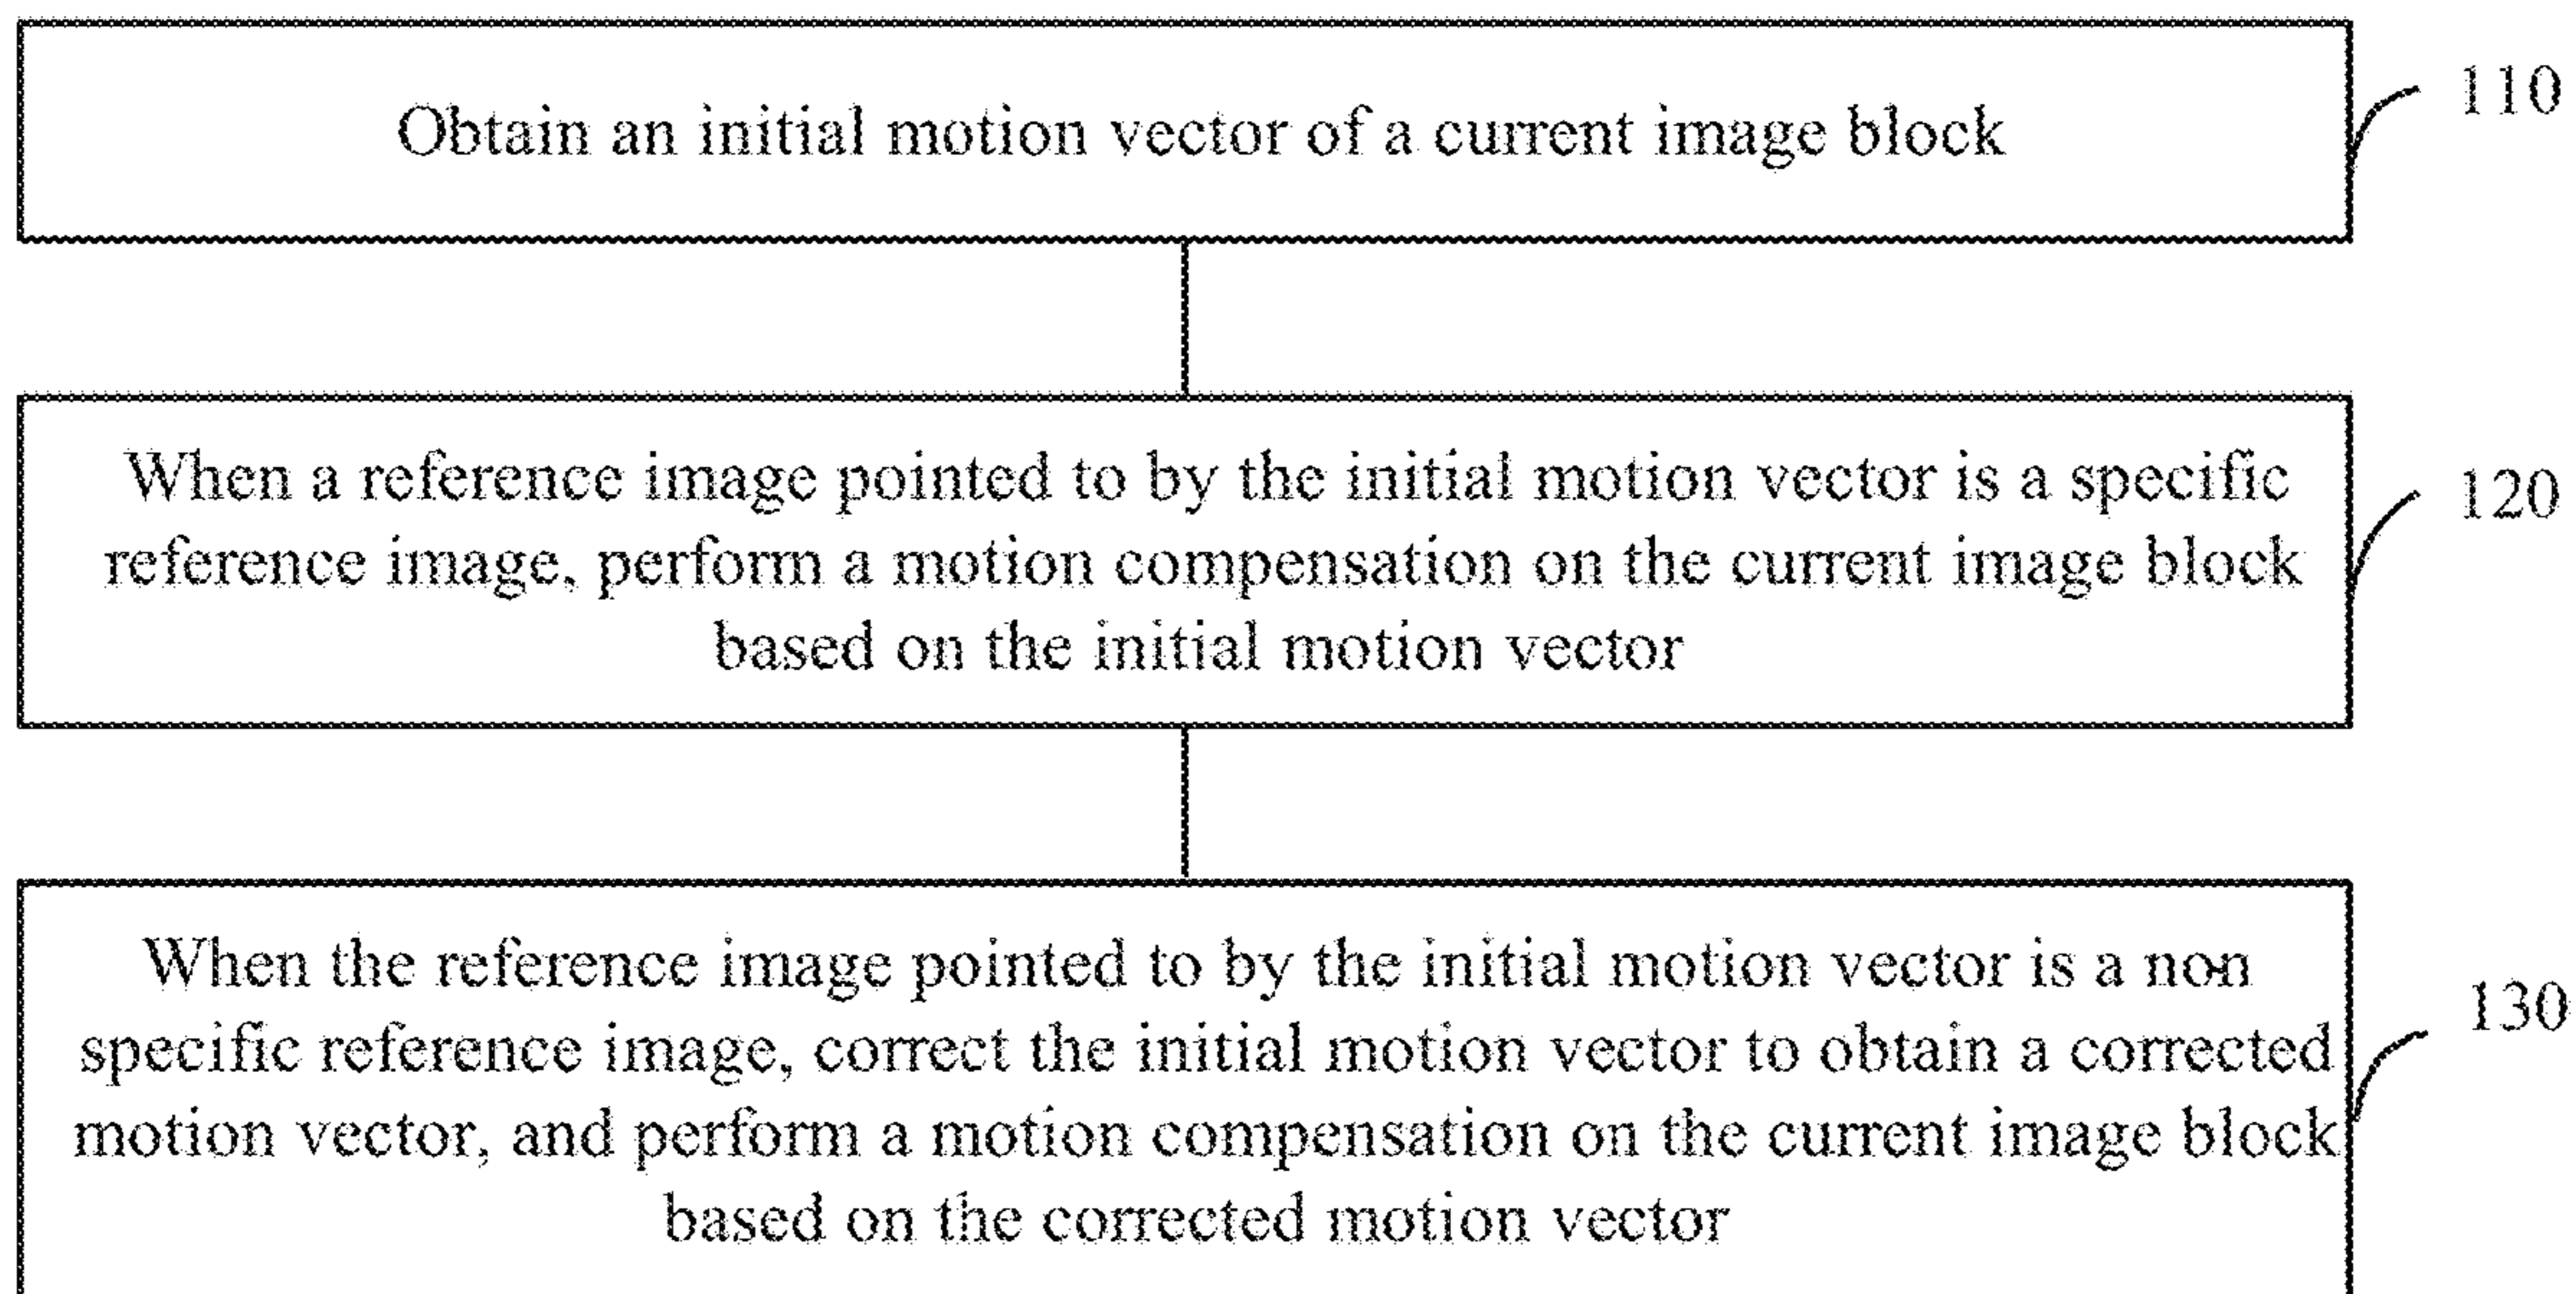 Obtain an initial motion vector of a current image block
110
When a reference image pointed to by the initial motion vector is a specific
reference image, perform a motion compensation on the current image block
based on the initial motion vector
120
When the reference image pointed to by the initial motion vector is a non
specific reference image, correct the initial motion vector to obtain a corrected
motion vector, and perform a motion compensation on the current image block
based on the corrected motion vector
130